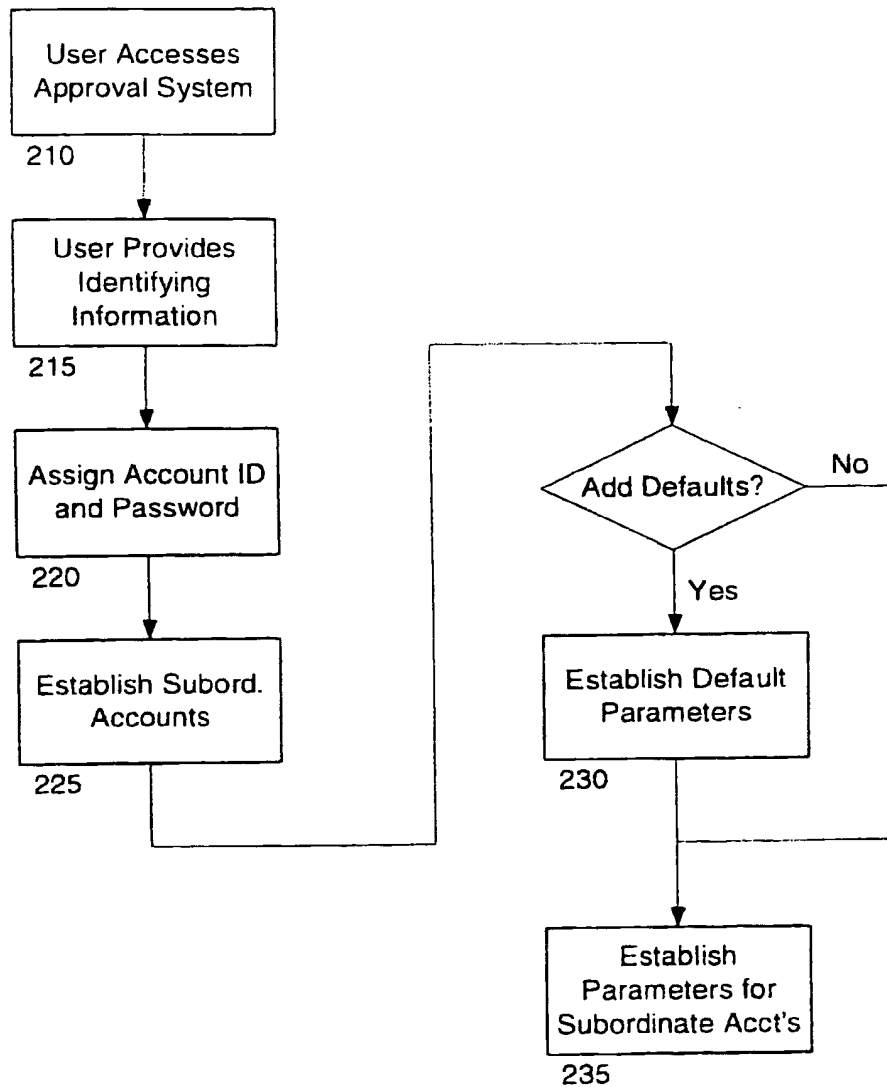 User Accesses
Approval System
210
User Provides
Identifying
Information
215
Assign Account ID
and Password
220
Establish Subord.
Accounts
225
Add Defaults?
No
Yes
Establish Default
Parameters
230
Establish
Parameters for
Subordinate Acct's
235